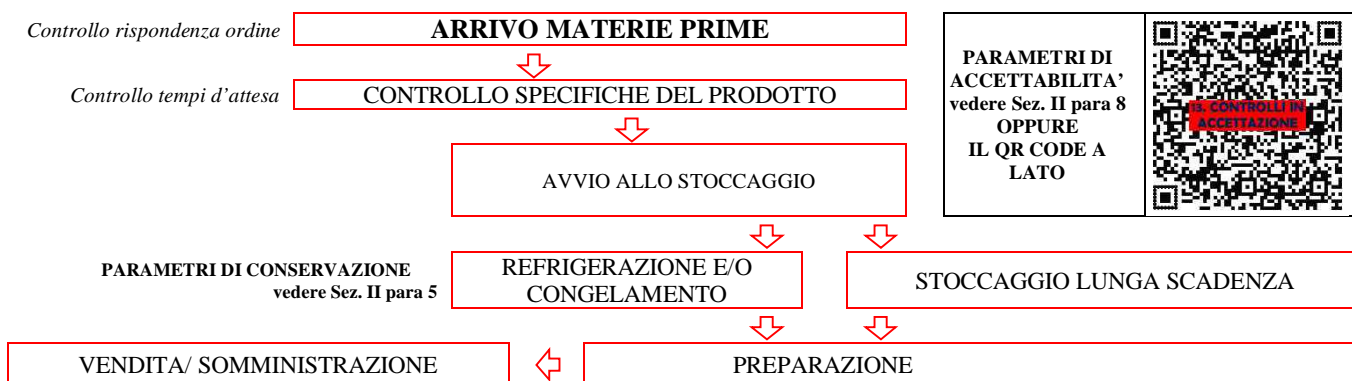 Controllo rispondenza ordine
ARRIVO MATERIE PRIME
Controllo tempi d'attesa
CONTROLLO SPECIFICHE DEL PRODOTTO
AVVIO ALLO STOCCAGGIO
PARAMETRI DI
ACCETTABILITA’
vedere Sez. II para 8
OPPURE
IL QR CODE A
LATO
13. CONTROLLI IN
ACCETTAZIONE
PARAMETRI DI CONSERVAZIONE
vedere Sez. II para 5
REFRIGERAZIONE E/O
CONGELAMENTO
STOCCAGGIO LUNGA SCADENZA
VENDITA/ SOMMINISTRAZIONE
PREPARAZIONE